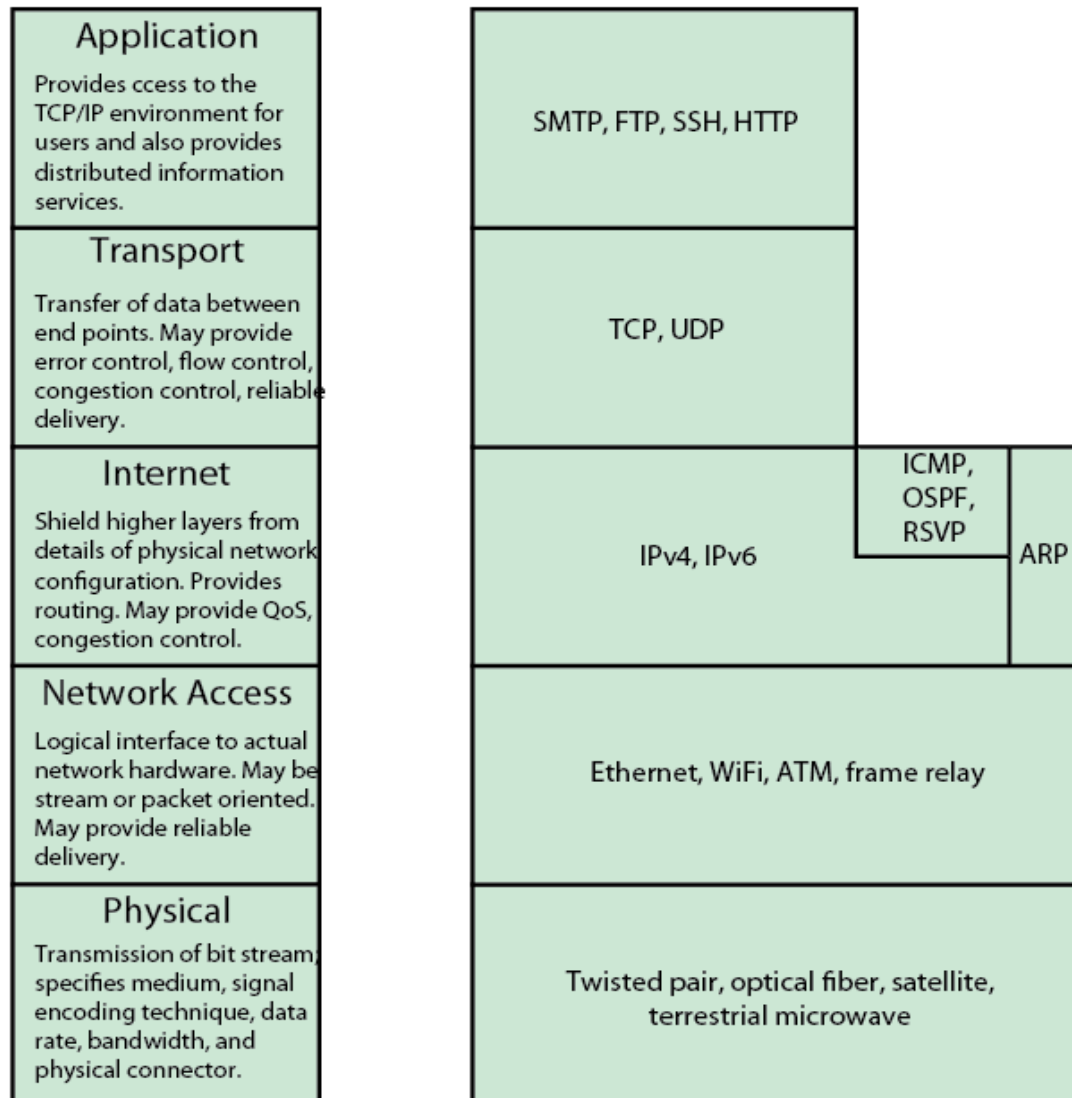 Application
Provides ccess to the
TCP/IP environment for
users and also provides
distributed information
services.
SMTP, FTP, SSH, HTTP
Transport
Transfer of data between
end points. May provide
error control, flow control,
congestion control, reliable
delivery.
TCP, UDP
Internet
Shield higher layers from
details of physical network
configuration. Provides
routing. May provide QoS,
congestion control.
IPv4, IPv6
ICMP,
OSPF,
RSVP
ARP
Network Access
Logical interface to actual
network hardware. May be
stream or packet oriented.
May provide reliable
delivery.
Ethernet, WiFi, ATM, frame relay
Physical
Transmission of bit stream;
specifies medium, signal
encoding technique, data
rate, bandwidth, and
physical connector.
Twisted pair, optical fiber, satellite,
terrestrial microwave